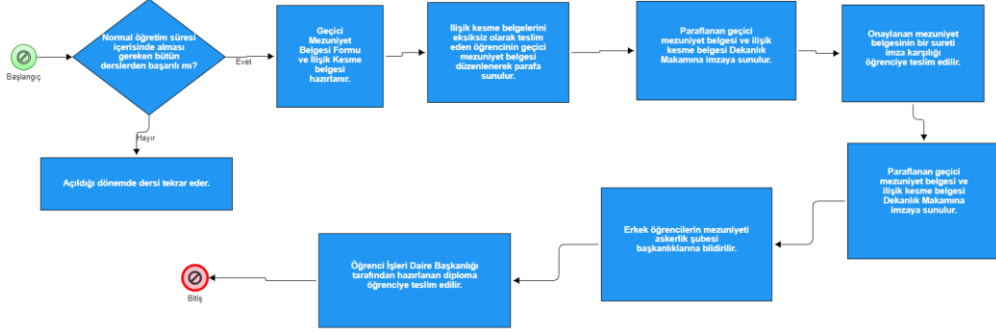 Normal öğretim süresi
içerisinde alması
gereken bütün
derslerden başarılı mı?
Başlangıç
Evet
Hayır
Açıldığı dönemde dersi tekrar eder.
Geçici
Mezuniyet
Belgesi Formu
ve İlişik Kesme
belgesi
hazırlanır.
Ilişik kesme belgelerini
eksiksiz olarak teslim
eden öğrencinin geçici
mezuniyet belgesi
düzenlenerek parafa
sunulur.
Paraflanan geçici
mezuniyet belgesi ve ilişik
kesme belgesi Dekanlık
Makamına imzaya sunulur.
Onaylanan mezuniyet
belgesinin bir sureti
imza karşılığı
öğrenciye teslim edilir.
Paraflanan geçici
mezuniyet belgesi ve
ilişik kesme belgesi
Dekanlık Makamına
imzaya sunulur.
Erkek öğrencilerin mezuniyeti
askerlik şubesi
başkanlıklarına bildirilir.
Öğrenci İşleri Daire Başkanlığı
tarafından hazırlanan diploma
öğrenciye teslim edilir.
Bitiş